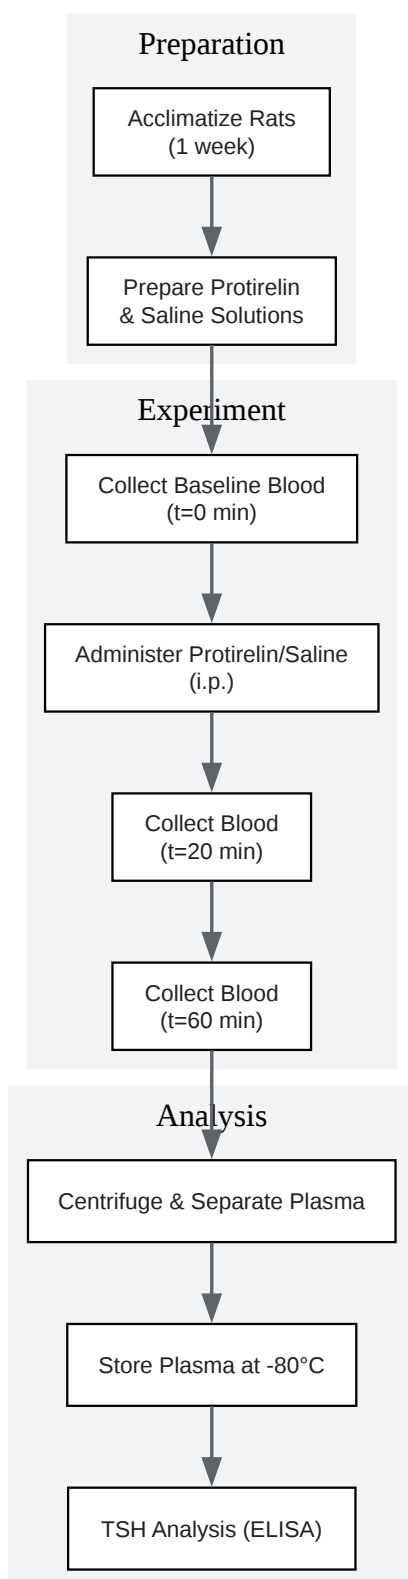 Preparation
Acclimatize Rats
(1 week)
Prepare Protirelin
& Saline Solutions
Experiment
Collect Baseline Blood
(t=0 min)
Administer Protirelin/Saline
(i.p.)
Collect Blood
(t=20 min)
Collect Blood
(t=60 min)
Analysis
Centrifuge & Separate Plasma
Store Plasma at -80°C
TSH Analysis (ELISA)